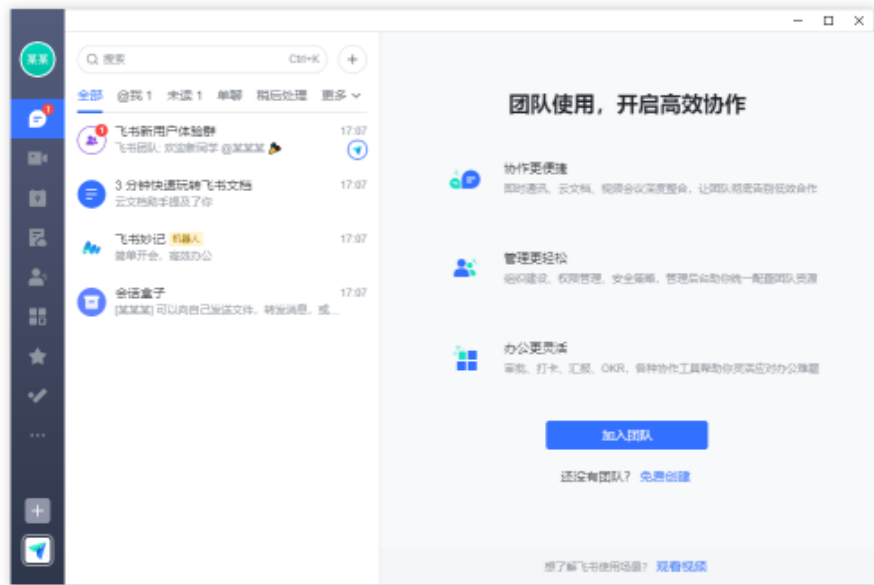 某某
搜索 Ctrl+K
全部 @我 1 未读 1 单聊 稍后处理 更多
1
1 飞书新用户体验群 17:07
飞书团队: 欢迎新同学 @某某某
3 分钟快速玩转飞书文档 17:07
云文档助手提及了你
飞书妙记 机器人 17:07
简单开会，高效办公
会话盒子 17:07
[某某某] 可以向自己发送文件、转发消息，或...
团队使用，开启高效协作
协作更便捷
即时通讯、云文档、视频会议深度整合，让团队彻底告别低效合作
管理更轻松
组织建设、权限管理、安全策略，管理后台助你统一配置团队资源
办公更灵活
审批、打卡、汇报、OKR，各种协作工具帮助你灵活应对办公难题
加入团队
还没有团队？ 免费创建
想了解飞书使用场景？ 观看视频